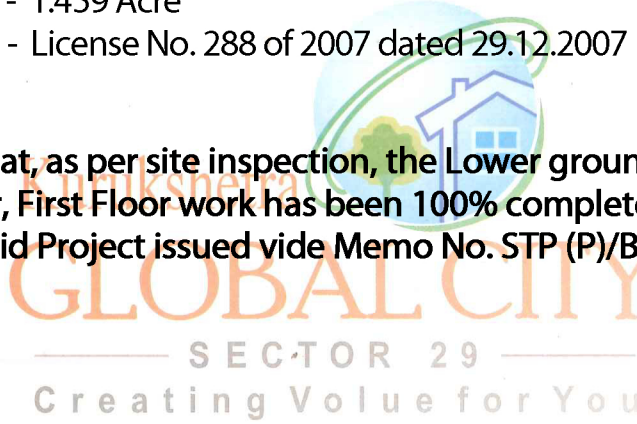 - 1.459 Acre
- License No. 288 of 2007 dated 29.12.2007
at, as per site inspection, the Lower groun
Kurukshetra
, First Floor work has been 100% complete
id Project issued vide Memo No. STP (P)/B
GLOBAL CITY
SECTOR 29
Creating Volue for You